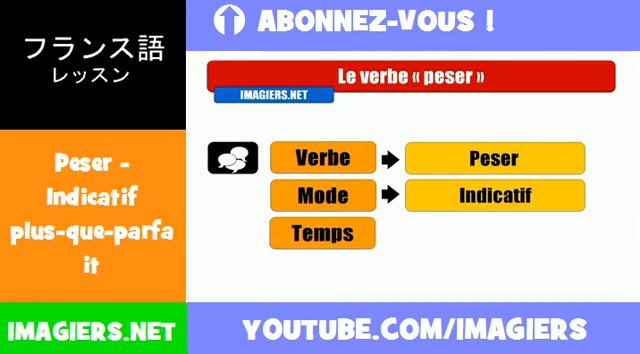 フランス語
レッスン
Peser -
Indicatif
plus-que-parfa
it
IMAGIERS.NET
ABONNEZ-VOUS !
Le verbe « peser »
IMAGIERS.NET
Verbe
Peser
Mode
Indicatif
Temps
YOUTUBE.COM/IMAGIERS